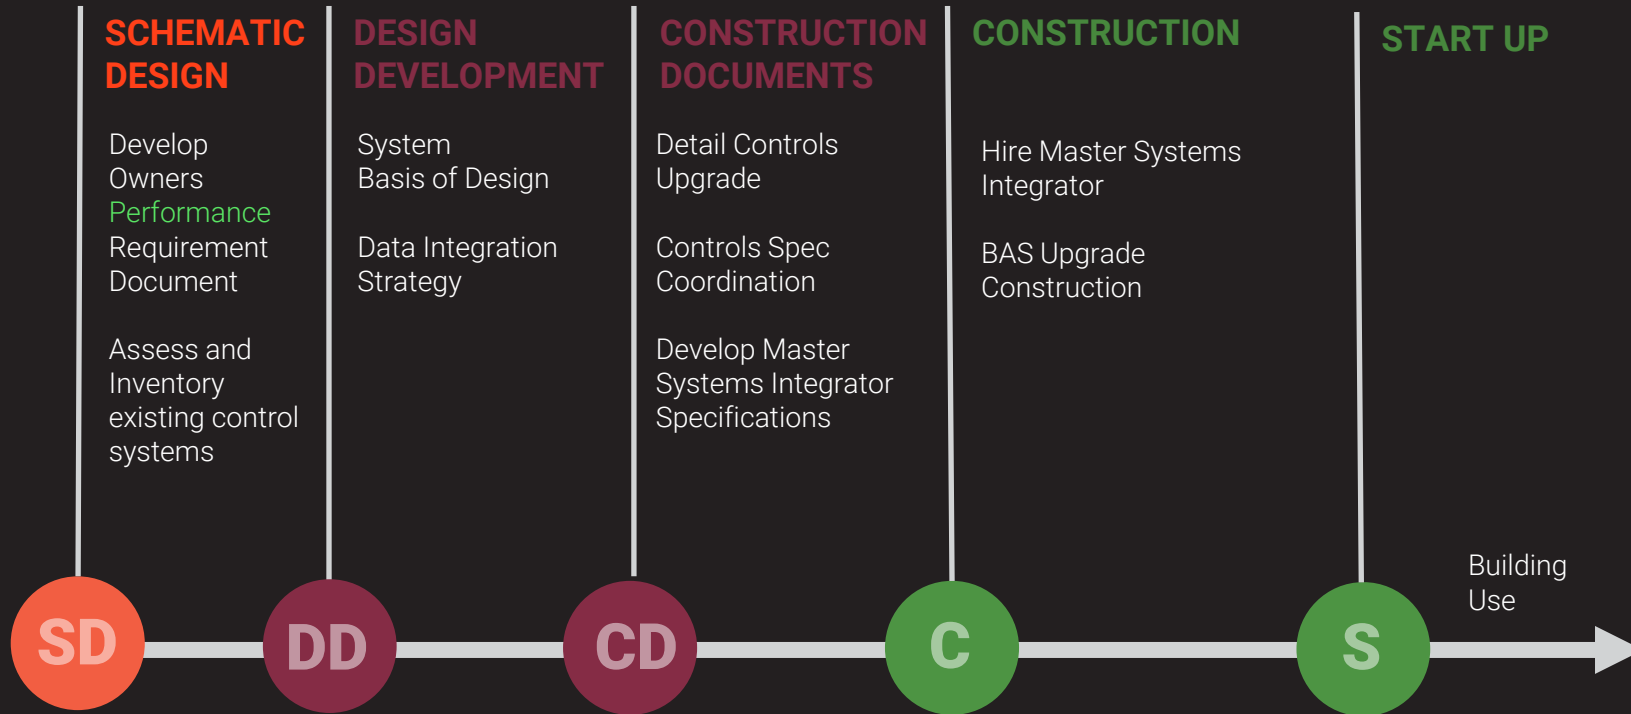 SCHEMATIC
DESIGN
Develop
Owners
Performance
Requirement
Document
Assess and
Inventory
existing control
systems
DESIGN
DEVELOPMENT
System
Basis of Design
Data Integration
Strategy
CONSTRUCTION
DOCUMENTS
Detail Controls
Upgrade
Controls Spec
Coordination
Develop Master
Systems Integrator
Specifications
CONSTRUCTION
Hire Master Systems
Integrator
BAS Upgrade
Construction
START UP
Building
Use
SD
DD
CD
C
S